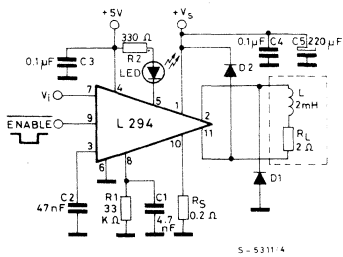 +5V
+VS
330 Ω
R2
LED
0.1µF
C3
0.1µF
C4
C5
220µF
D2
Vi
7
4
5
1
ENABLE
9
L 294
2
11
10
3
6
8
L
2mH
RL
2 Ω
D1
C2
47nF
R1
33
KΩ
C1
4.7
nF
RS
0.2Ω
S-5311/4